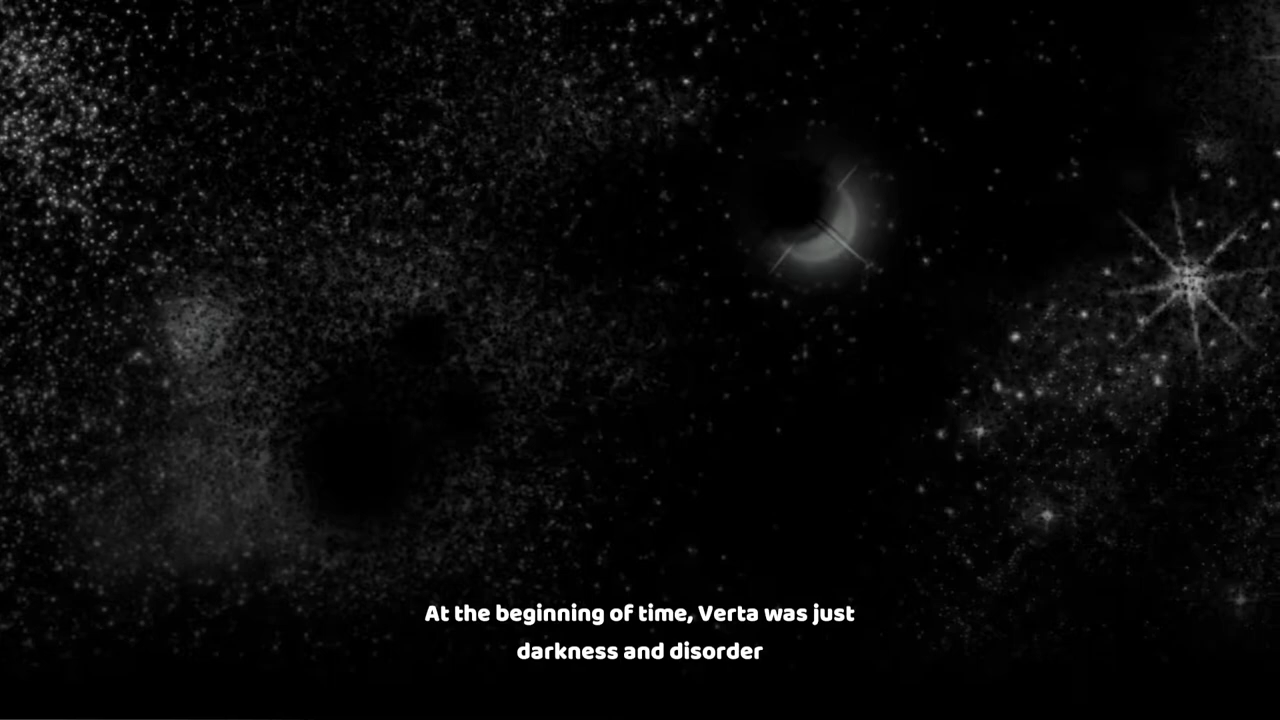 At the beginning of time, Verta was just
darkness and disorder